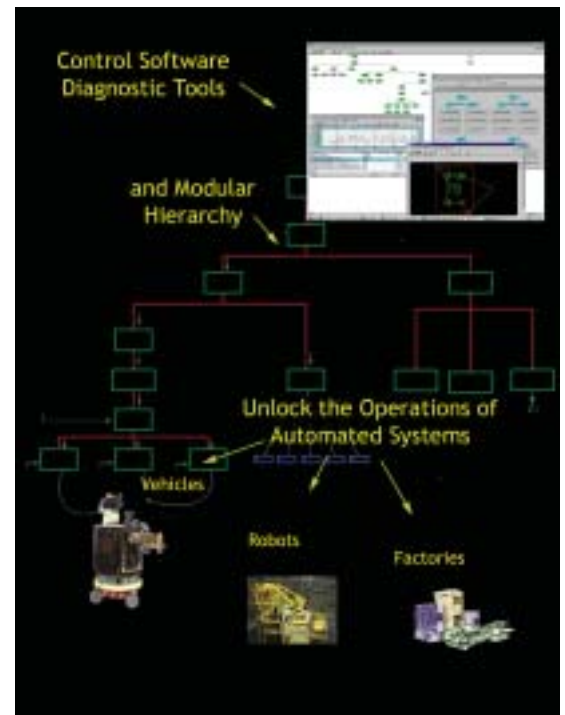 Control Software
Diagnostic Tools
and Modular
Hierarchy
Unlock the Operations of
Automated Systems
Vehicles
Robots
Factories